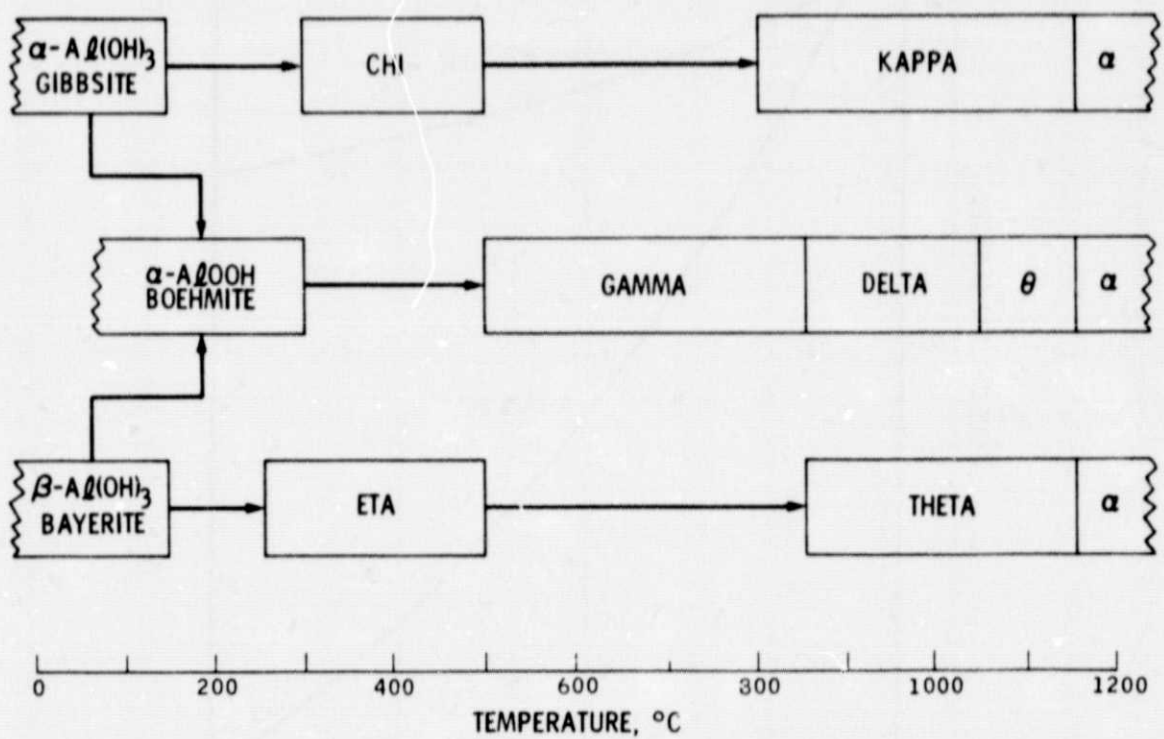 α-Al(OH)₃
GIBBSITE
CHI
KAPPA
α
α-AlOOH
BOEHMITE
GAMMA
DELTA
θ
α
β-Al(OH)₃
BAYERITE
ETA
THETA
α
0 200 400 600 800 1000 1200
TEMPERATURE, °C